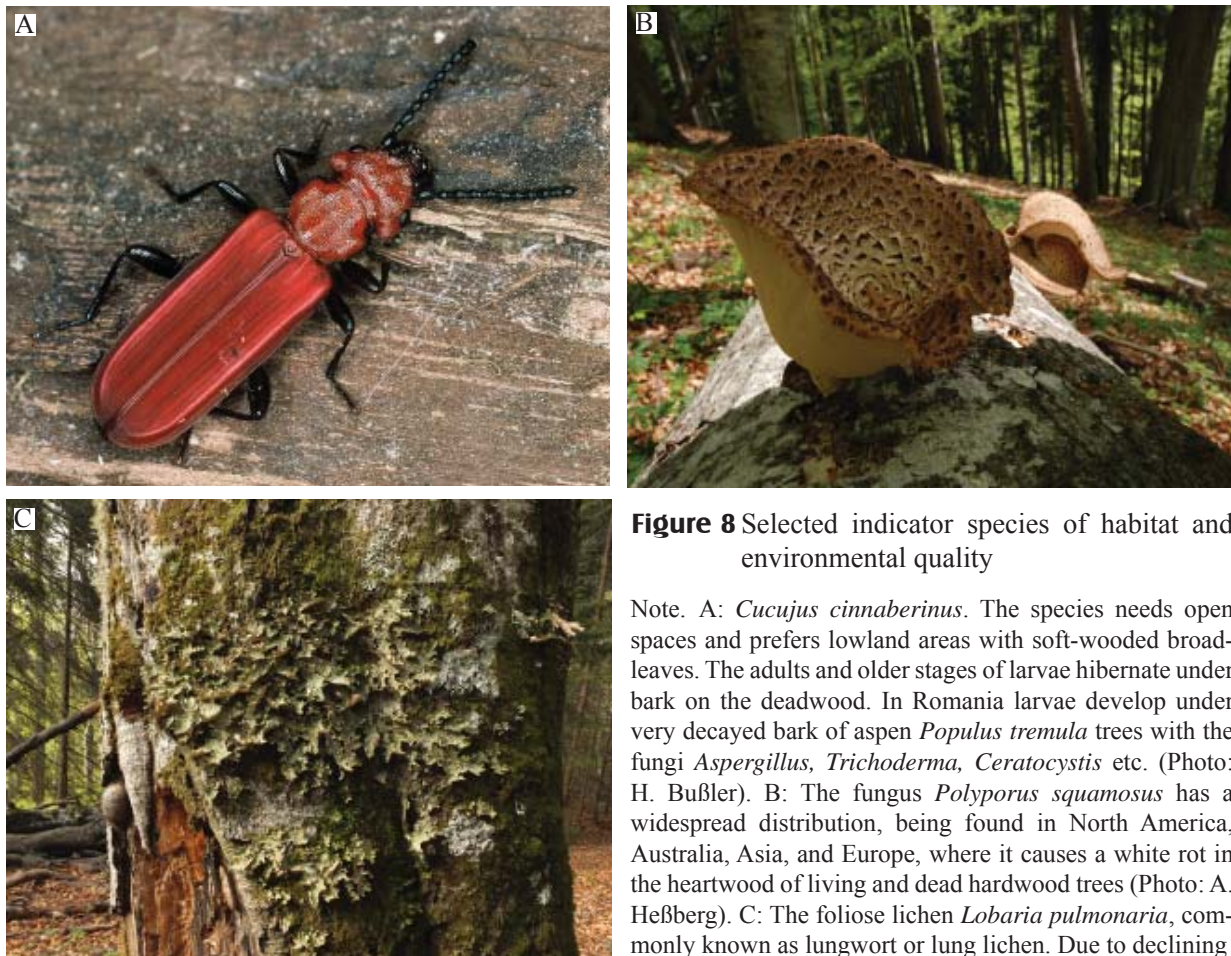 A
B
C
Figure 8 Selected indicator species of habitat and
environmental quality
Note. A: Cucujus cinnaberinus. The species needs open
spaces and prefers lowland areas with soft-wooded broad-
leaves. The adults and older stages of larvae hibernate under
bark on the deadwood. In Romania larvae develop under
very decayed bark of aspen Populus tremula trees with the
fungi Aspergillus, Trichoderma, Ceratocystis etc. (Photo:
H. Bußler). B: The fungus Polyporus squamosus has a
widespread distribution, being found in North America,
Australia, Asia, and Europe, where it causes a white rot in
the heartwood of living and dead hardwood trees (Photo: A.
Heßberg). C: The foliose lichen Lobaria pulmonaria, com-
monly known as lungwort or lung lichen. Due to declining